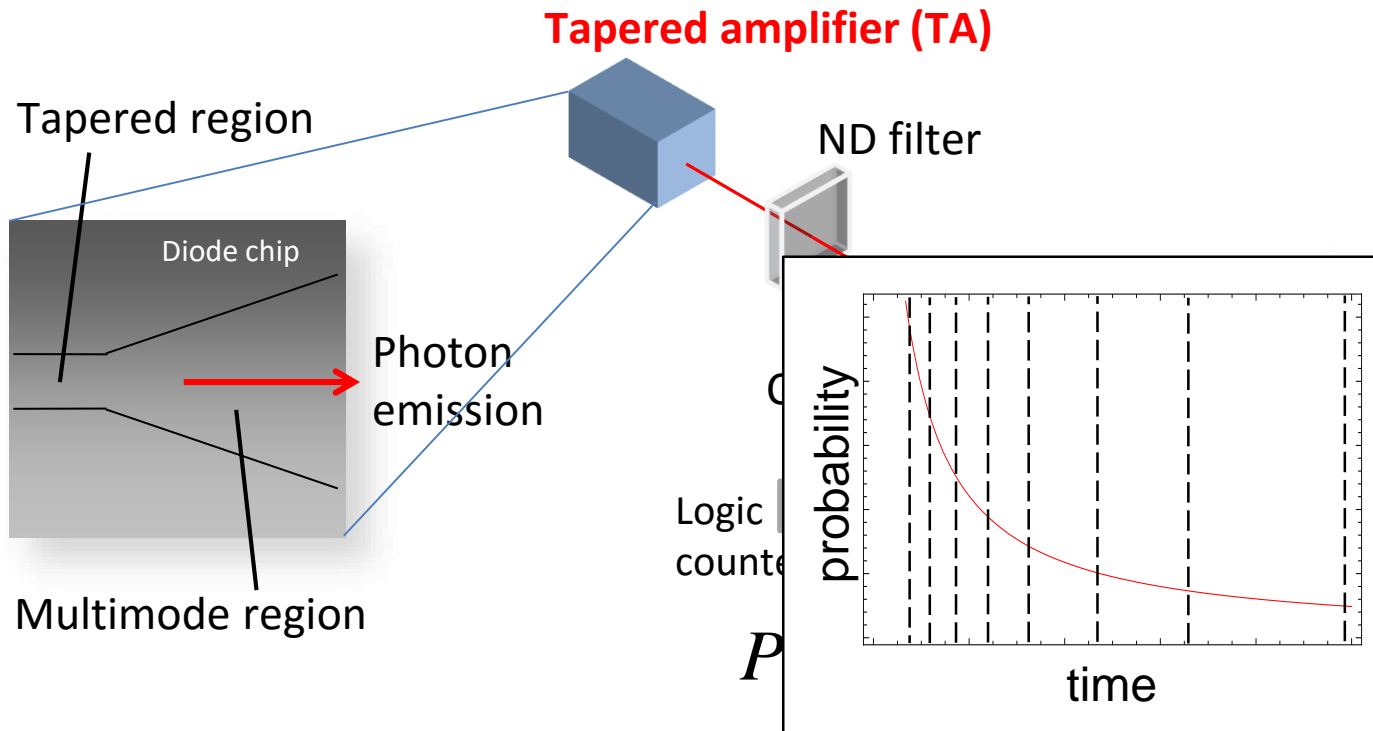 Tapered amplifier (TA)
Tapered region
ND filter
Diode chip
Photon
emission
Logic
Multimode region
P
probability
time